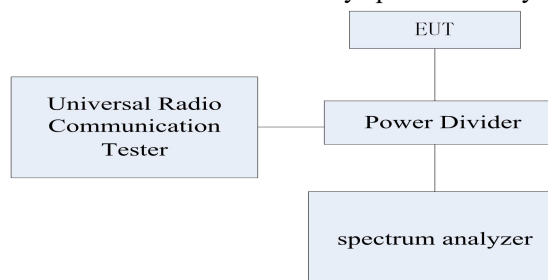 EUT
Universal Radio
Communication
Tester
Power Divider
spectrum analyzer